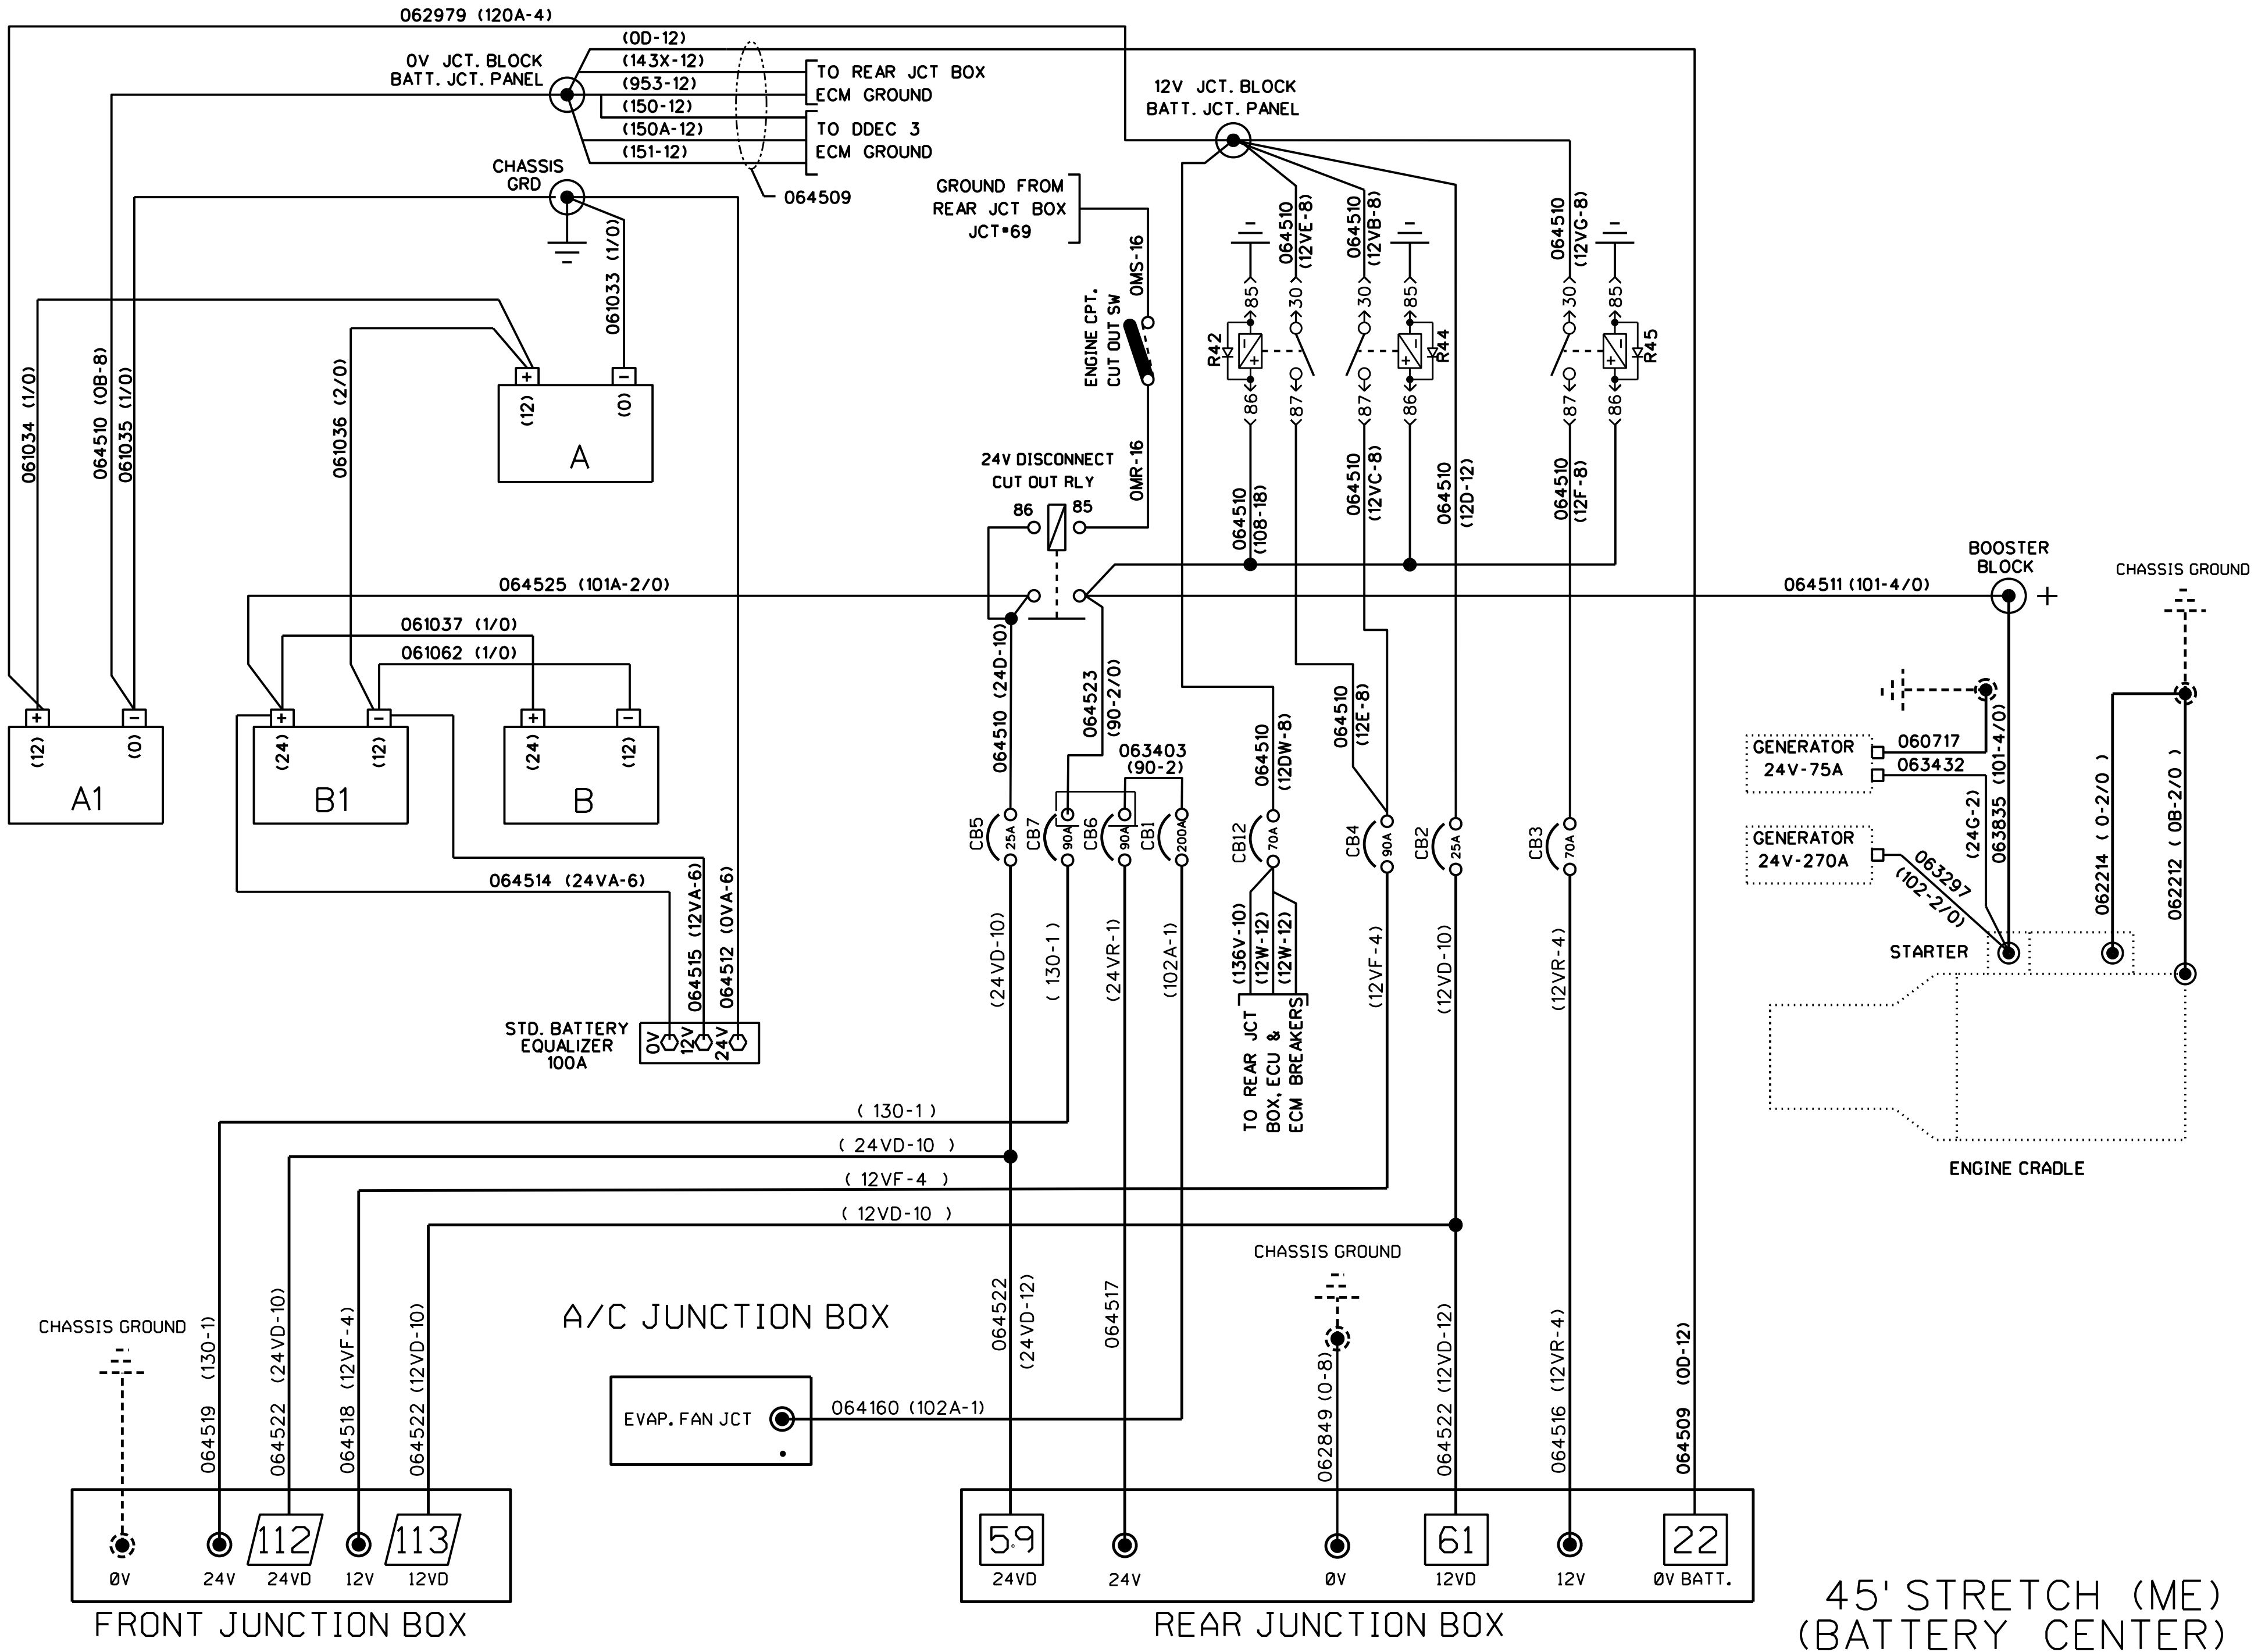 062979 (120A-4)
(0D-12)
0V JCT. BLOCK
BATT. JCT. PANEL
(143X-12)
(953-12)
(150-12)
(150A-12)
(151-12)
TO REAR JCT BOX
ECM GROUND
TO DDEC 3
ECM GROUND
064509
12V JCT. BLOCK
BATT. JCT. PANEL
CHASSIS
GRD
061033 (1/0)
GROUND FROM
REAR JCT BOX
JCT#69
0MS-16
ENGINE CPT.
CUT OUT SW
0MR-16
064510
(12VE-8)
064510
(12VB-8)
064510
(12VG-8)
85
30
30
85
30
85
R42
R44
R45
86
87
87
86
87
86
061034 (1/0)
064510 (0B-8)
061035 (1/0)
061036 (2/0)
+
-
(12)
(0)
A
24V DISCONNECT
CUT OUT RLY
86
85
064510
(108-18)
064510
(12VC-8)
064510
(12D-12)
064510
(12F-8)
064525 (101A-2/0)
064511 (101-4/0)
BOOSTER
BLOCK
+
CHASSIS GROUND
061037 (1/0)
061062 (1/0)
+
-
(12)
(0)
A1
+
-
(24)
(12)
B1
+
-
(24)
(12)
B
064510 (24D-10)
064523
(90-2/0)
063403
(90-2)
064510
(12DW-8)
064510
(12E-8)
GENERATOR
24V-75A
060717
063432
GENERATOR
24V-270A
063297
(102-2/0)
(24G-2)
063835 (101-4/0)
062214 ( 0-2/0 )
062212 ( 0B-2/0 )
STARTER
ENGINE CRADLE
CB5
25A
CB7
90A
CB6
90A
CB1
200A
CB12
70A
CB4
90A
CB2
25A
CB3
70A
064514 (24VA-6)
064515 (12VA-6)
064512 (0VA-6)
STD. BATTERY
EQUALIZER
100A
0V
12V
24V
(24VD-10)
( 130-1 )
(24VR-1)
(102A-1)
(136V-10)
(12W-12)
(12W-12)
(12VF-4)
(12VD-10)
(12VR-4)
TO REAR JCT
BOX, ECU &
ECM BREAKERS
( 130-1 )
( 24VD-10 )
( 12VF-4 )
( 12VD-10 )
CHASSIS GROUND
064519 (130-1)
064522 (24VD-10)
064518 (12VF-4)
064522 (12VD-10)
A/C JUNCTION BOX
EVAP. FAN JCT
064160 (102A-1)
064522
(24VD-12)
064517
CHASSIS GROUND
062849 (0-8)
064522 (12VD-12)
064516 (12VR-4)
064509 (0D-12)
112
113
0V
24V
24VD
12V
12VD
FRONT JUNCTION BOX
59
61
22
24VD
24V
0V
12VD
12V
0V BATT.
REAR JUNCTION BOX
45' STRETCH (ME)
(BATTERY CENTER)